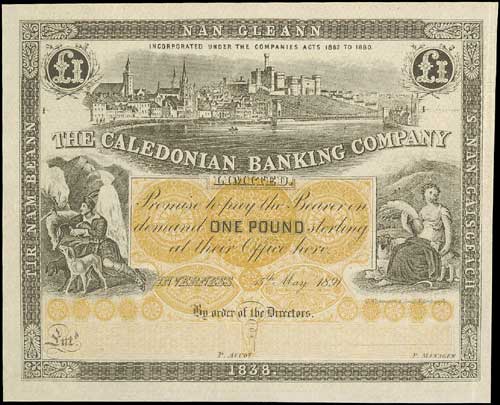 NAN GLEANN
INCORPORATED UNDER THE COMPANIES ACTS 1862 TO 1880.
£1 £1
THE CALEDONIAN BANKING COMPANY
LIMITED.
Promise to pay the Bearer on
demand ONE POUND sterling
at their Office here.
INVERNESS 15th May 189
By order of the Directors.
P. ACCOT. P. MANAGER
1838.
TIR NAM BEANN
S NAN GAISGEACH